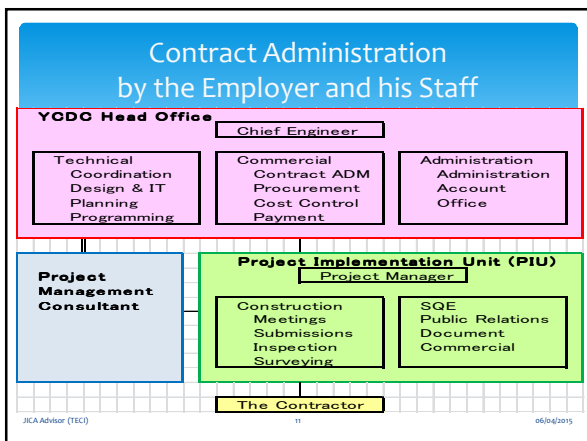 Contract Administration
by the Employer and his Staff
YCDC Head Office
Chief Engineer
Technical
Coordination
Design & IT
Planning
Programming
Commercial
Contract ADM
Procurement
Cost Control
Payment
Administration
Administration
Account
Office
Project
Management
Consultant
Project Implementation Unit (PIU)
Project Manager
Construction
Meetings
Submissions
Inspection
Surveying
SQE
Public Relations
Document
Commercial
The Contractor
JICA Advisor (TECI)
11
06/04/2015